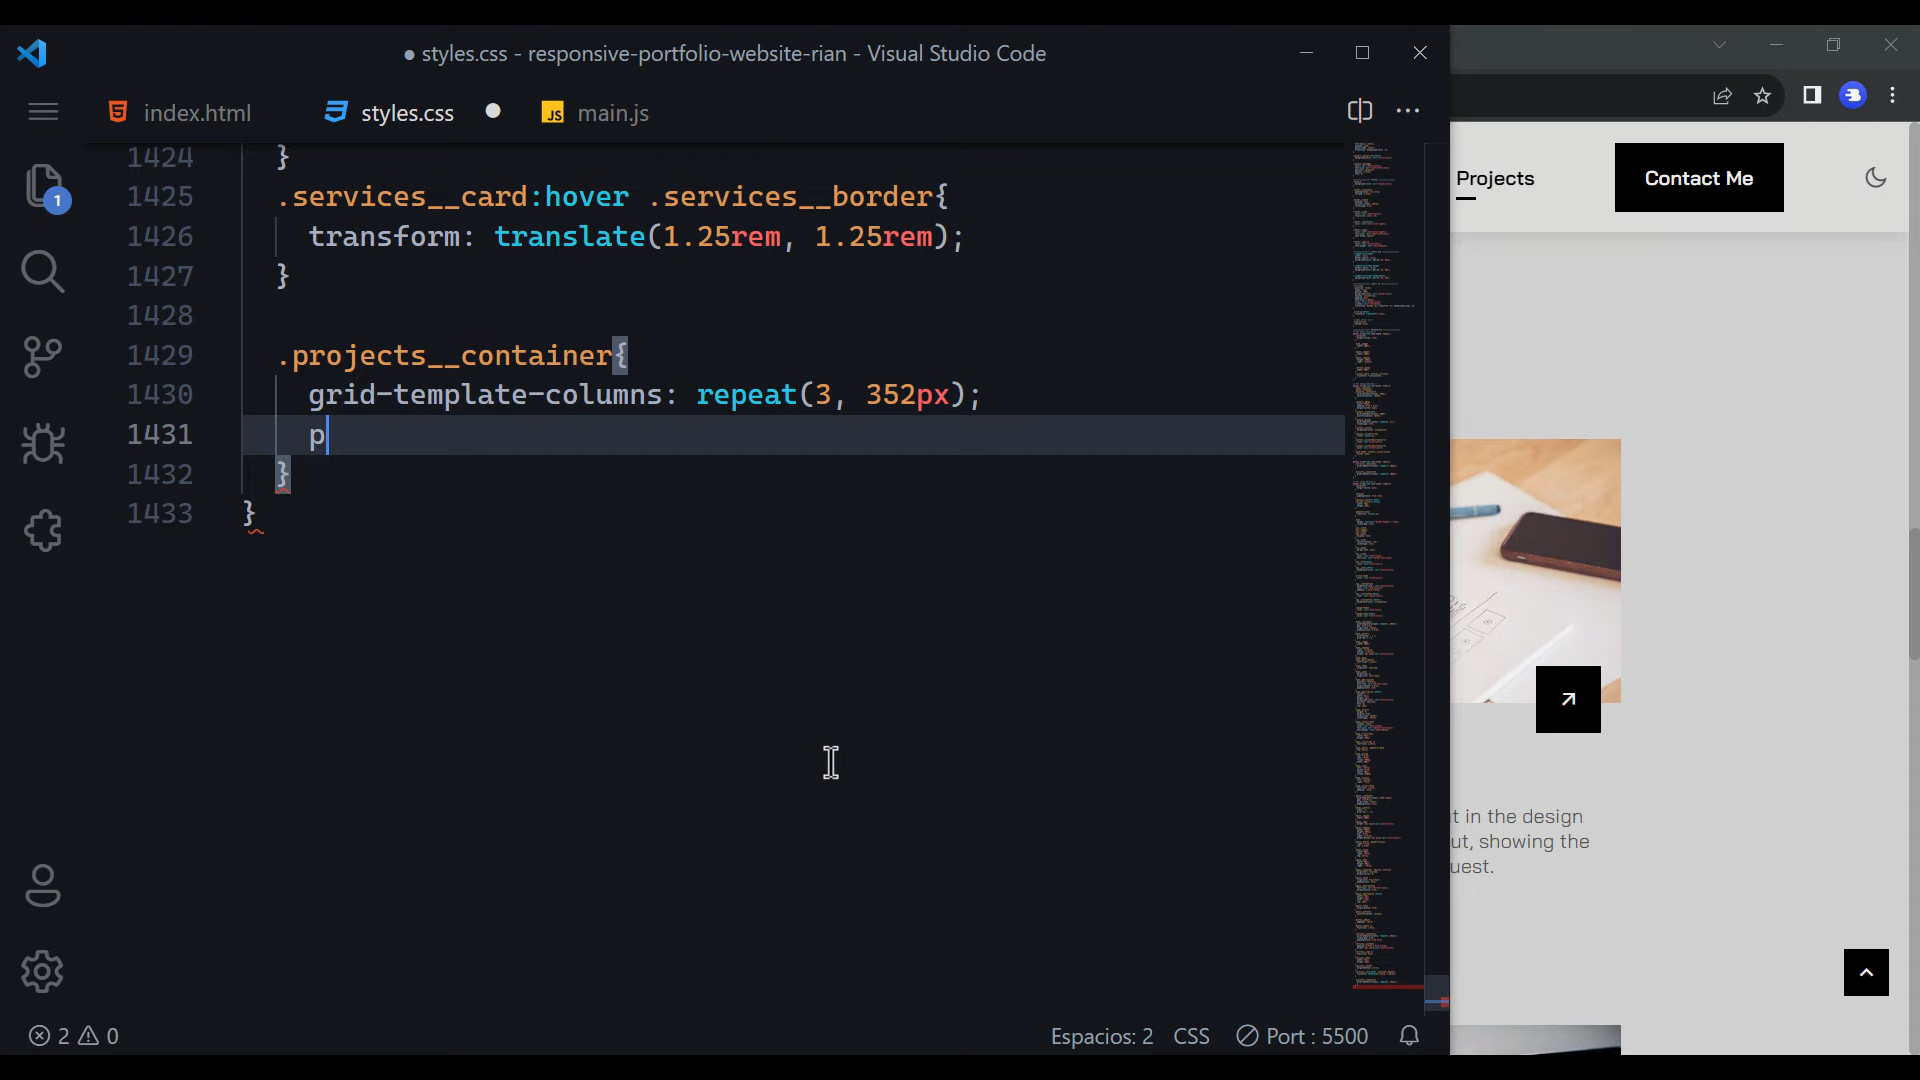 ● styles.css - responsive-portfolio-website-rian - Visual Studio Code
index.html
styles.css
main.js
1424 }
1425 .services__card:hover .services__border{
1426 transform: translate(1.25rem, 1.25rem);
1427 }
1428
1429 .projects__container{
1430 grid-template-columns: repeat(3, 352px);
1431 p
1432 }
1433 }
1
2 0
Espacios: 2 CSS Port : 5500
Projects
Contact Me
t in the design
ut, showing the
uest.